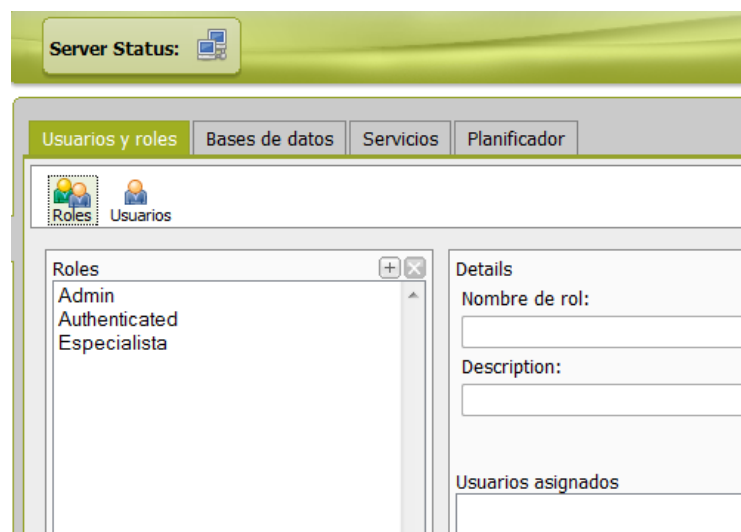 Server Status:
Usuarios y roles
Bases de datos
Servicios
Planificador
Roles
Usuarios
Roles
Admin
Authenticated
Especialista
Details
Nombre de rol:
Description:
Usuarios asignados